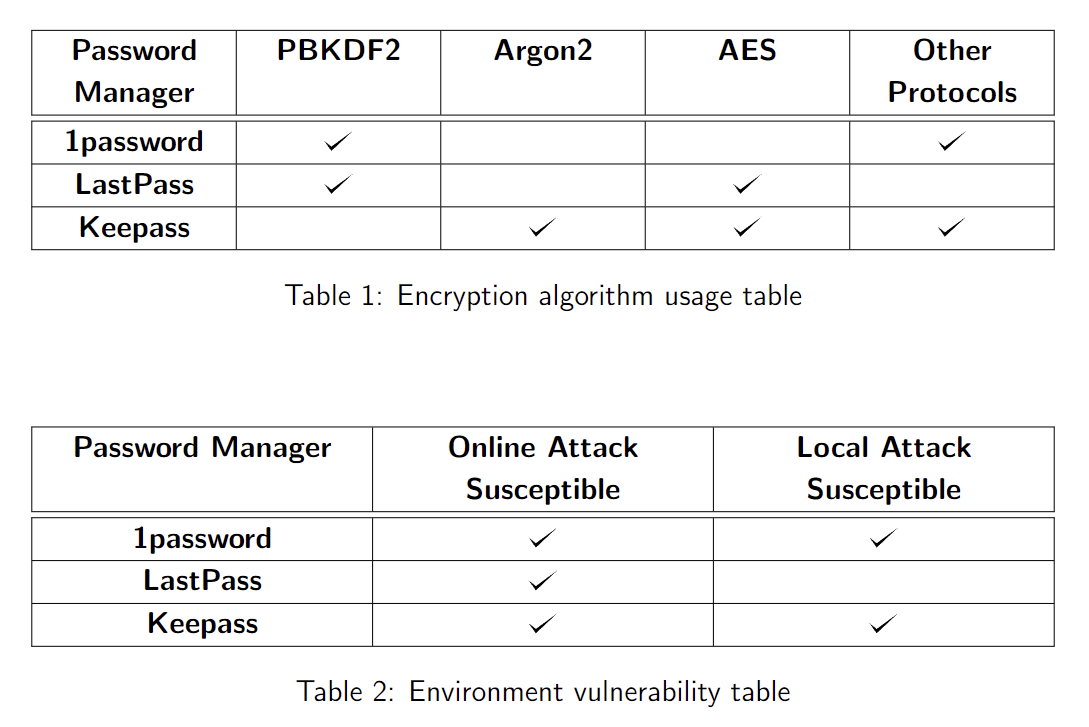 Password Manager PBKDF2 Argon2 AES Other Protocols
1password ✓ ✓
LastPass ✓ ✓
Keepass ✓ ✓ ✓
Table 1: Encryption algorithm usage table
Password Manager Online Attack Susceptible Local Attack Susceptible
1password ✓ ✓
LastPass ✓
Keepass ✓ ✓
Table 2: Environment vulnerability table